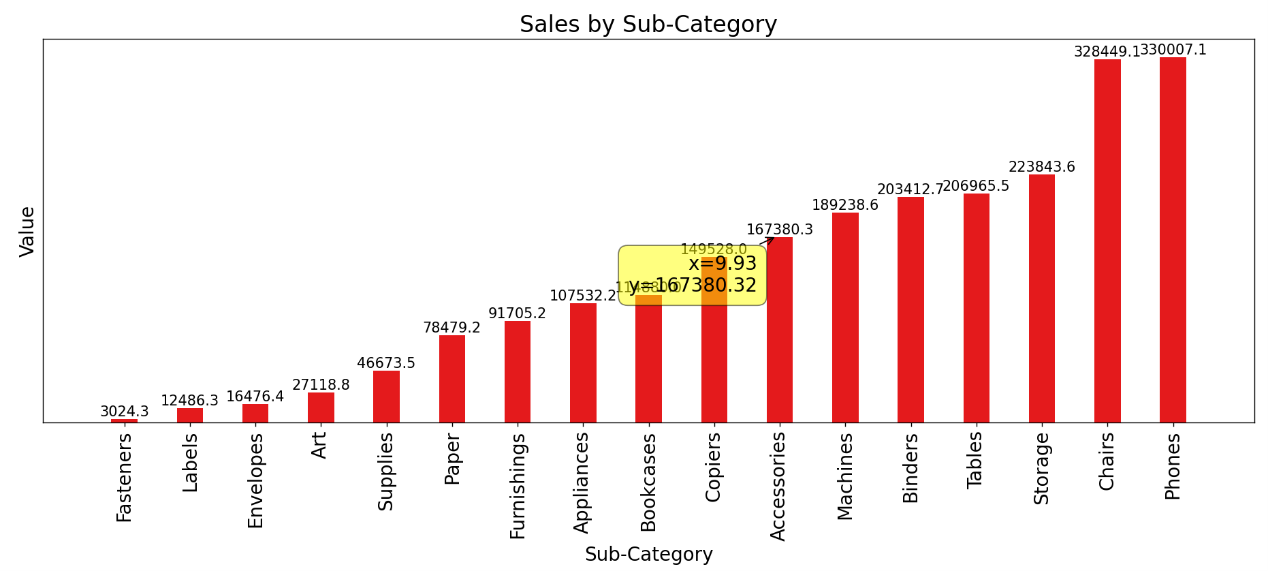 Sales by Sub-Category
Value
3024.3
12486.3
16476.4
27118.8
46673.5
78479.2
91705.2
107532.2
149528.0
167380.3
189238.6
203412.7
206965.5
223843.6
328449.1
330007.1
x=9.93
y=167380.32
Fasteners
Labels
Envelopes
Art
Supplies
Paper
Furnishings
Appliances
Bookcases
Copiers
Accessories
Machines
Binders
Tables
Storage
Chairs
Phones
Sub-Category